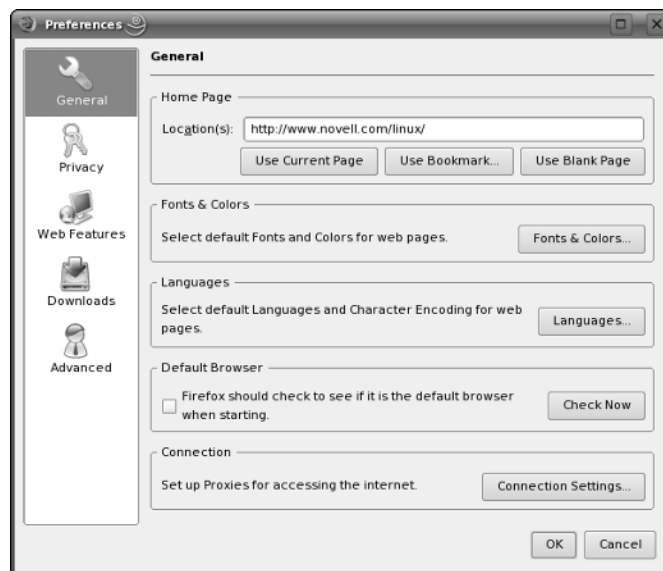 Preferences
General
Privacy
Web Features
Downloads
Advanced
General
Home Page
Location(s): http://www.novell.com/linux/
Use Current Page Use Bookmark... Use Blank Page
Fonts & Colors
Select default Fonts and Colors for web pages. Fonts & Colors...
Languages
Select default Languages and Character Encoding for web
pages.
Languages...
Default Browser
Firefox should check to see if it is the default browser
when starting.
Check Now
Connection
Set up Proxies for accessing the internet. Connection Settings...
OK Cancel